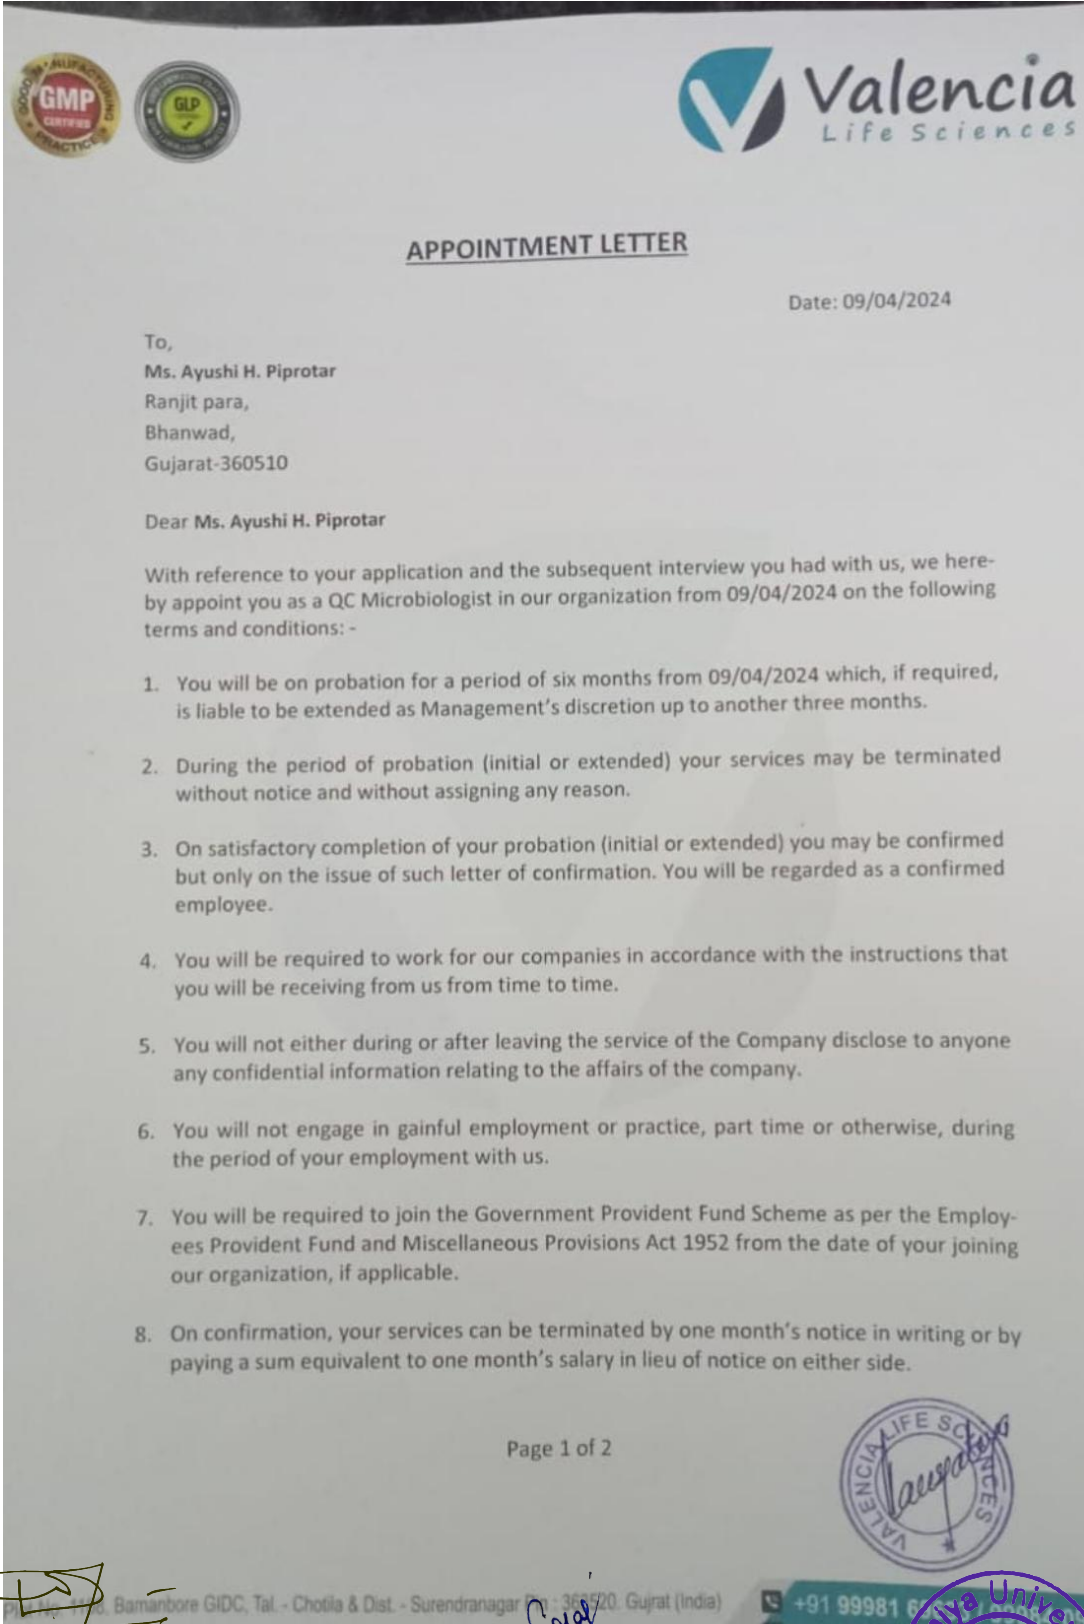 GOOD MANUFACTURING
GMP
CERTIFIED
PRACTICE
GLP
Valencia
Life Sciences
APPOINTMENT LETTER
Date: 09/04/2024
To,
Ms. Ayushi H. Piprotar
Ranjit para,
Bhanwad,
Gujarat-360510
Dear Ms. Ayushi H. Piprotar
With reference to your application and the subsequent interview you had with us, we here-
by appoint you as a QC Microbiologist in our organization from 09/04/2024 on the following
terms and conditions: -
1. You will be on probation for a period of six months from 09/04/2024 which, if required,
is liable to be extended as Management's discretion up to another three months.
2. During the period of probation (initial or extended) your services may be terminated
without notice and without assigning any reason.
3. On satisfactory completion of your probation (initial or extended) you may be confirmed
but only on the issue of such letter of confirmation. You will be regarded as a confirmed
employee.
4. You will be required to work for our companies in accordance with the instructions that
you will be receiving from us from time to time.
5. You will not either during or after leaving the service of the Company disclose to anyone
any confidential information relating to the affairs of the company.
6. You will not engage in gainful employment or practice, part time or otherwise, during
the period of your employment with us.
7. You will be required to join the Government Provident Fund Scheme as per the Employ-
ees Provident Fund and Miscellaneous Provisions Act 1952 from the date of your joining
our organization, if applicable.
8. On confirmation, your services can be terminated by one month's notice in writing or by
paying a sum equivalent to one month's salary in lieu of notice on either side.
Page 1 of 2
VALENCIA LIFE SCIENCES
Bamanbore GIDC, Tal. - Chotila & Dist. - Surendranagar Gujrat (India)
+91 99981